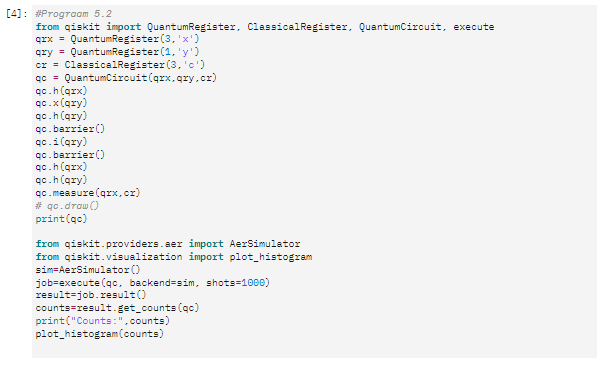 [4]: #Prograom 5.2
from qiskit import QuantumRegister, ClassicalRegister, QuantumCircuit, execute
qrx = QuantumRegister(3,'x')
qry = QuantumRegister(1,'y')
cr = ClassicalRegister(3,'c')
qc = QuantumCircuit(qrx,qry,cr)
qc.h(qrx)
qc.x(qry)
qc.h(qry)
qc.barrier()
qc.i(qry)
qc.barrier()
qc.h(qrx)
qc.h(qry)
qc.measure(qrx,cr)
# qc.draw()
print(qc)
from qiskit.providers.aer import AerSimulator
from qiskit.visualization import plot_histogram
sim=AerSimulator()
job=execute(qc, backend=sim, shots=1000)
result=job.result()
counts=result.get_counts(qc)
print("Counts:",counts)
plot_histogram(counts)